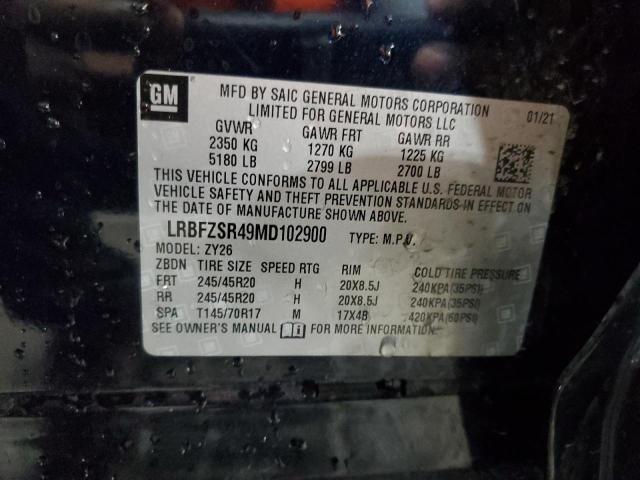 GM
MFD BY SAIC GENERAL MOTORS CORPORATION
LIMITED FOR GENERAL MOTORS LLC
01/21
GVWR GAWR FRT GAWR RR
2350 KG 1270 KG 1225 KG
5180 LB 2799 LB 2700 LB
THIS VEHICLE CONFORMS TO ALL APPLICABLE U.S. FEDERAL MOTOR
VEHICLE SAFETY AND THEFT PREVENTION STANDARDS IN EFFECT ON
THE DATE OF MANUFACTURE SHOWN ABOVE.
LRBFZSR49MD102900 TYPE: M.P.V.
MODEL: ZY26
ZBDN TIRE SIZE SPEED RTG RIM COLD TIRE PRESSURE
FRT 245/45R20 H 20X8.5J 240KPA(35PSI)
RR 245/45R20 H 20X8.5J 240KPA(35PSI)
SPA T145/70R17 M 17X4B 420KPA(60PSI)
SEE OWNER'S MANUAL FOR MORE INFORMATION